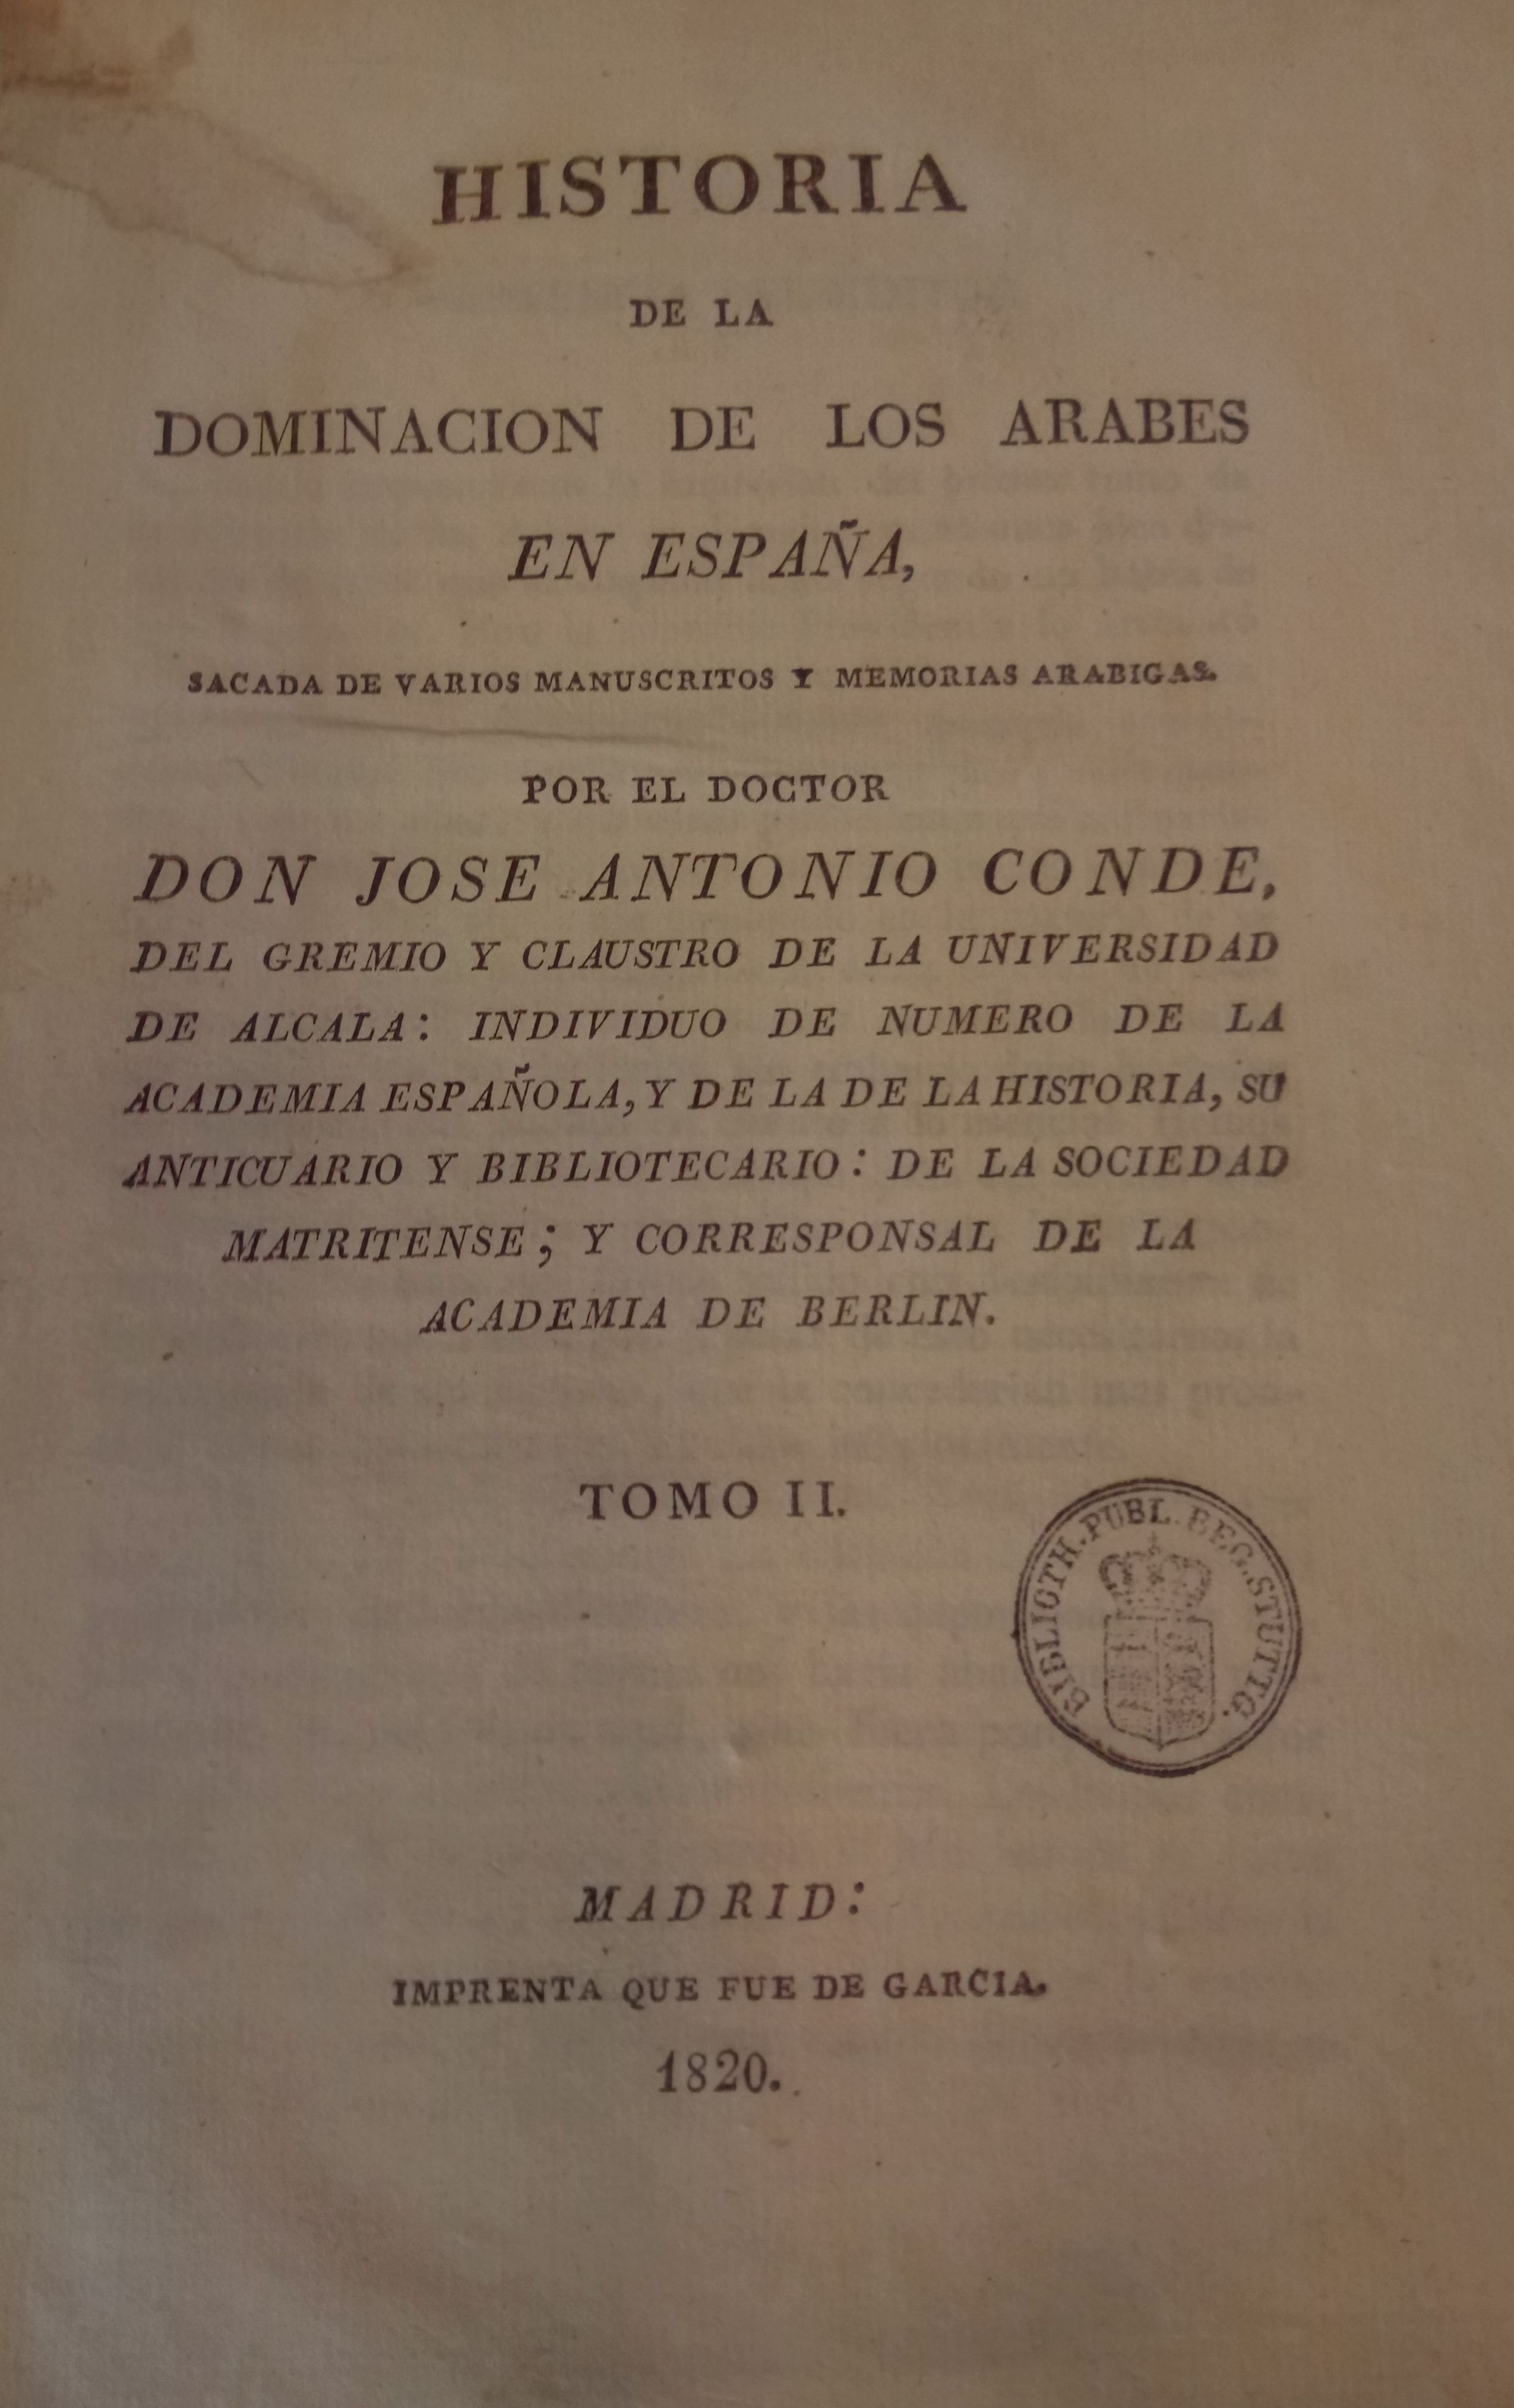 HISTORIA
DE LA
DOMINACION DE LOS ARABES
EN ESPAÑA,
SACADA DE VARIOS MANUSCRITOS Y MEMORIAS ARABIGAS.
POR EL DOCTOR
DON JOSE ANTONIO CONDE,
DEL GREMIO Y CLAUSTRO DE LA UNIVERSIDAD
DE ALCALA: INDIVIDUO DE NUMERO DE LA
ACADEMIA ESPAÑOLA, Y DE LA DE LA HISTORIA, SU
ANTICUARIO Y BIBLIOTECARIO: DE LA SOCIEDAD
MATRITENSE; Y CORRESPONSAL DE LA
ACADEMIA DE BERLIN.
TOMO II.
BIBLIOTH. PUBL. REG. STUTTG.
MADRID:
IMPRENTA QUE FUE DE GARCIA.
1820.